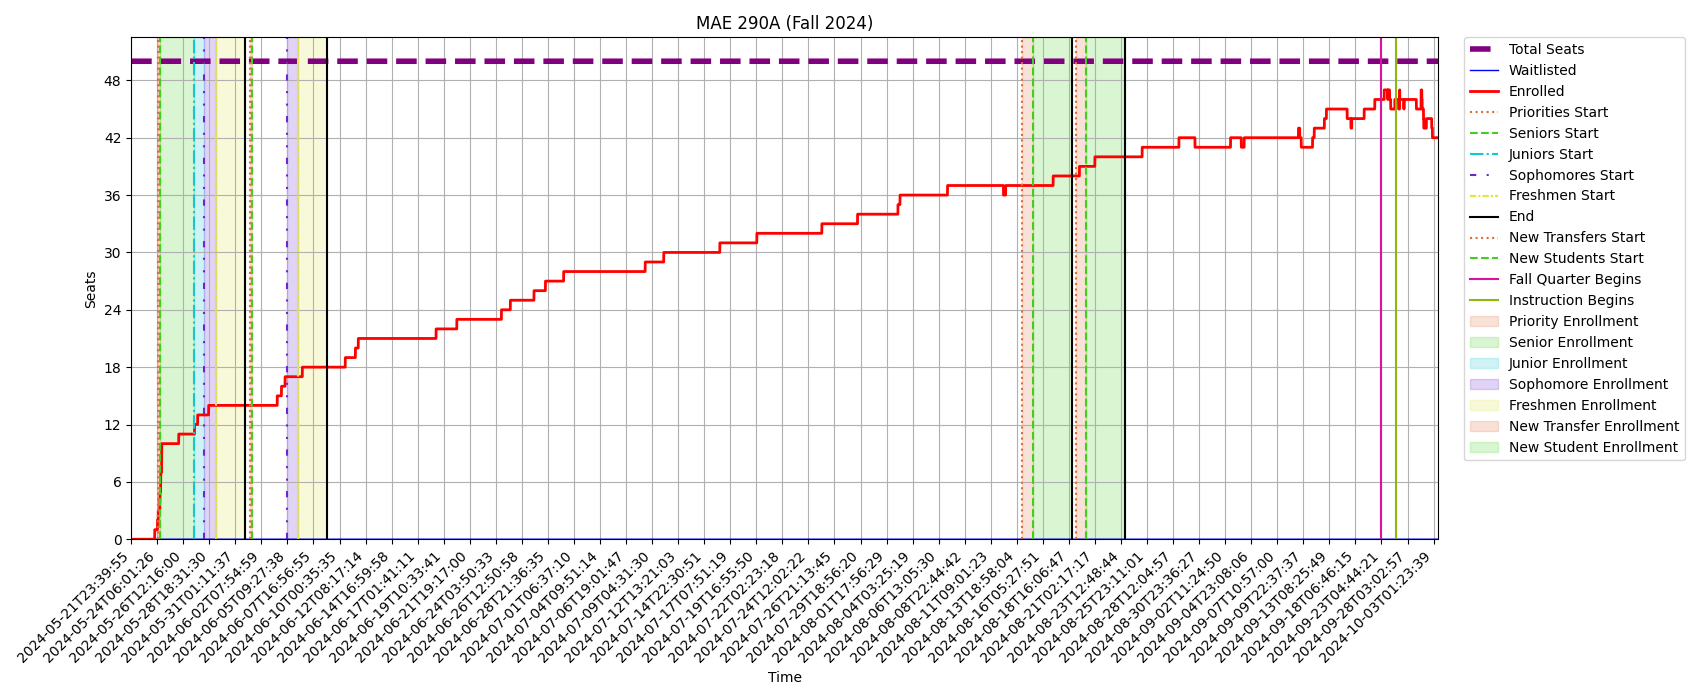 MAE 290A (Fall 2024)
Seats
48
42
36
30
24
18
12
6
0
2024-05-21T23:39:55
2024-05-24T06:01:26
2024-05-26T12:16:00
2024-05-28T18:31:30
2024-05-31T01:11:37
2024-06-02T07:54:59
2024-06-05T09:27:38
2024-06-07T16:56:55
2024-06-10T00:35:35
2024-06-12T08:17:14
2024-06-14T16:59:58
2024-06-17T01:41:11
2024-06-19T10:33:41
2024-06-21T19:17:00
2024-06-24T03:50:33
2024-06-26T12:50:58
2024-06-28T21:36:35
2024-07-01T06:37:10
2024-07-04T09:51:14
2024-07-06T19:01:47
2024-07-09T04:31:30
2024-07-12T13:21:03
2024-07-14T22:30:51
2024-07-17T07:51:19
2024-07-19T16:55:50
2024-07-22T02:23:18
2024-07-24T12:02:22
2024-07-26T21:13:45
2024-07-29T18:56:20
2024-08-01T17:56:29
2024-08-04T03:25:19
2024-08-06T13:05:30
2024-08-08T22:44:42
2024-08-11T09:01:23
2024-08-13T18:58:04
2024-08-16T05:27:51
2024-08-18T16:06:47
2024-08-21T02:17:17
2024-08-23T12:48:44
2024-08-25T23:11:01
2024-08-28T12:04:57
2024-08-30T23:36:27
2024-09-02T11:24:50
2024-09-04T23:08:06
2024-09-07T10:57:00
2024-09-09T22:37:37
2024-09-13T08:25:49
2024-09-18T06:46:15
2024-09-23T04:44:21
2024-09-28T03:02:57
2024-10-03T01:23:39
Time
Total Seats
Waitlisted
Enrolled
Priorities Start
Seniors Start
Juniors Start
Sophomores Start
Freshmen Start
End
New Transfers Start
New Students Start
Fall Quarter Begins
Instruction Begins
Priority Enrollment
Senior Enrollment
Junior Enrollment
Sophomore Enrollment
Freshmen Enrollment
New Transfer Enrollment
New Student Enrollment